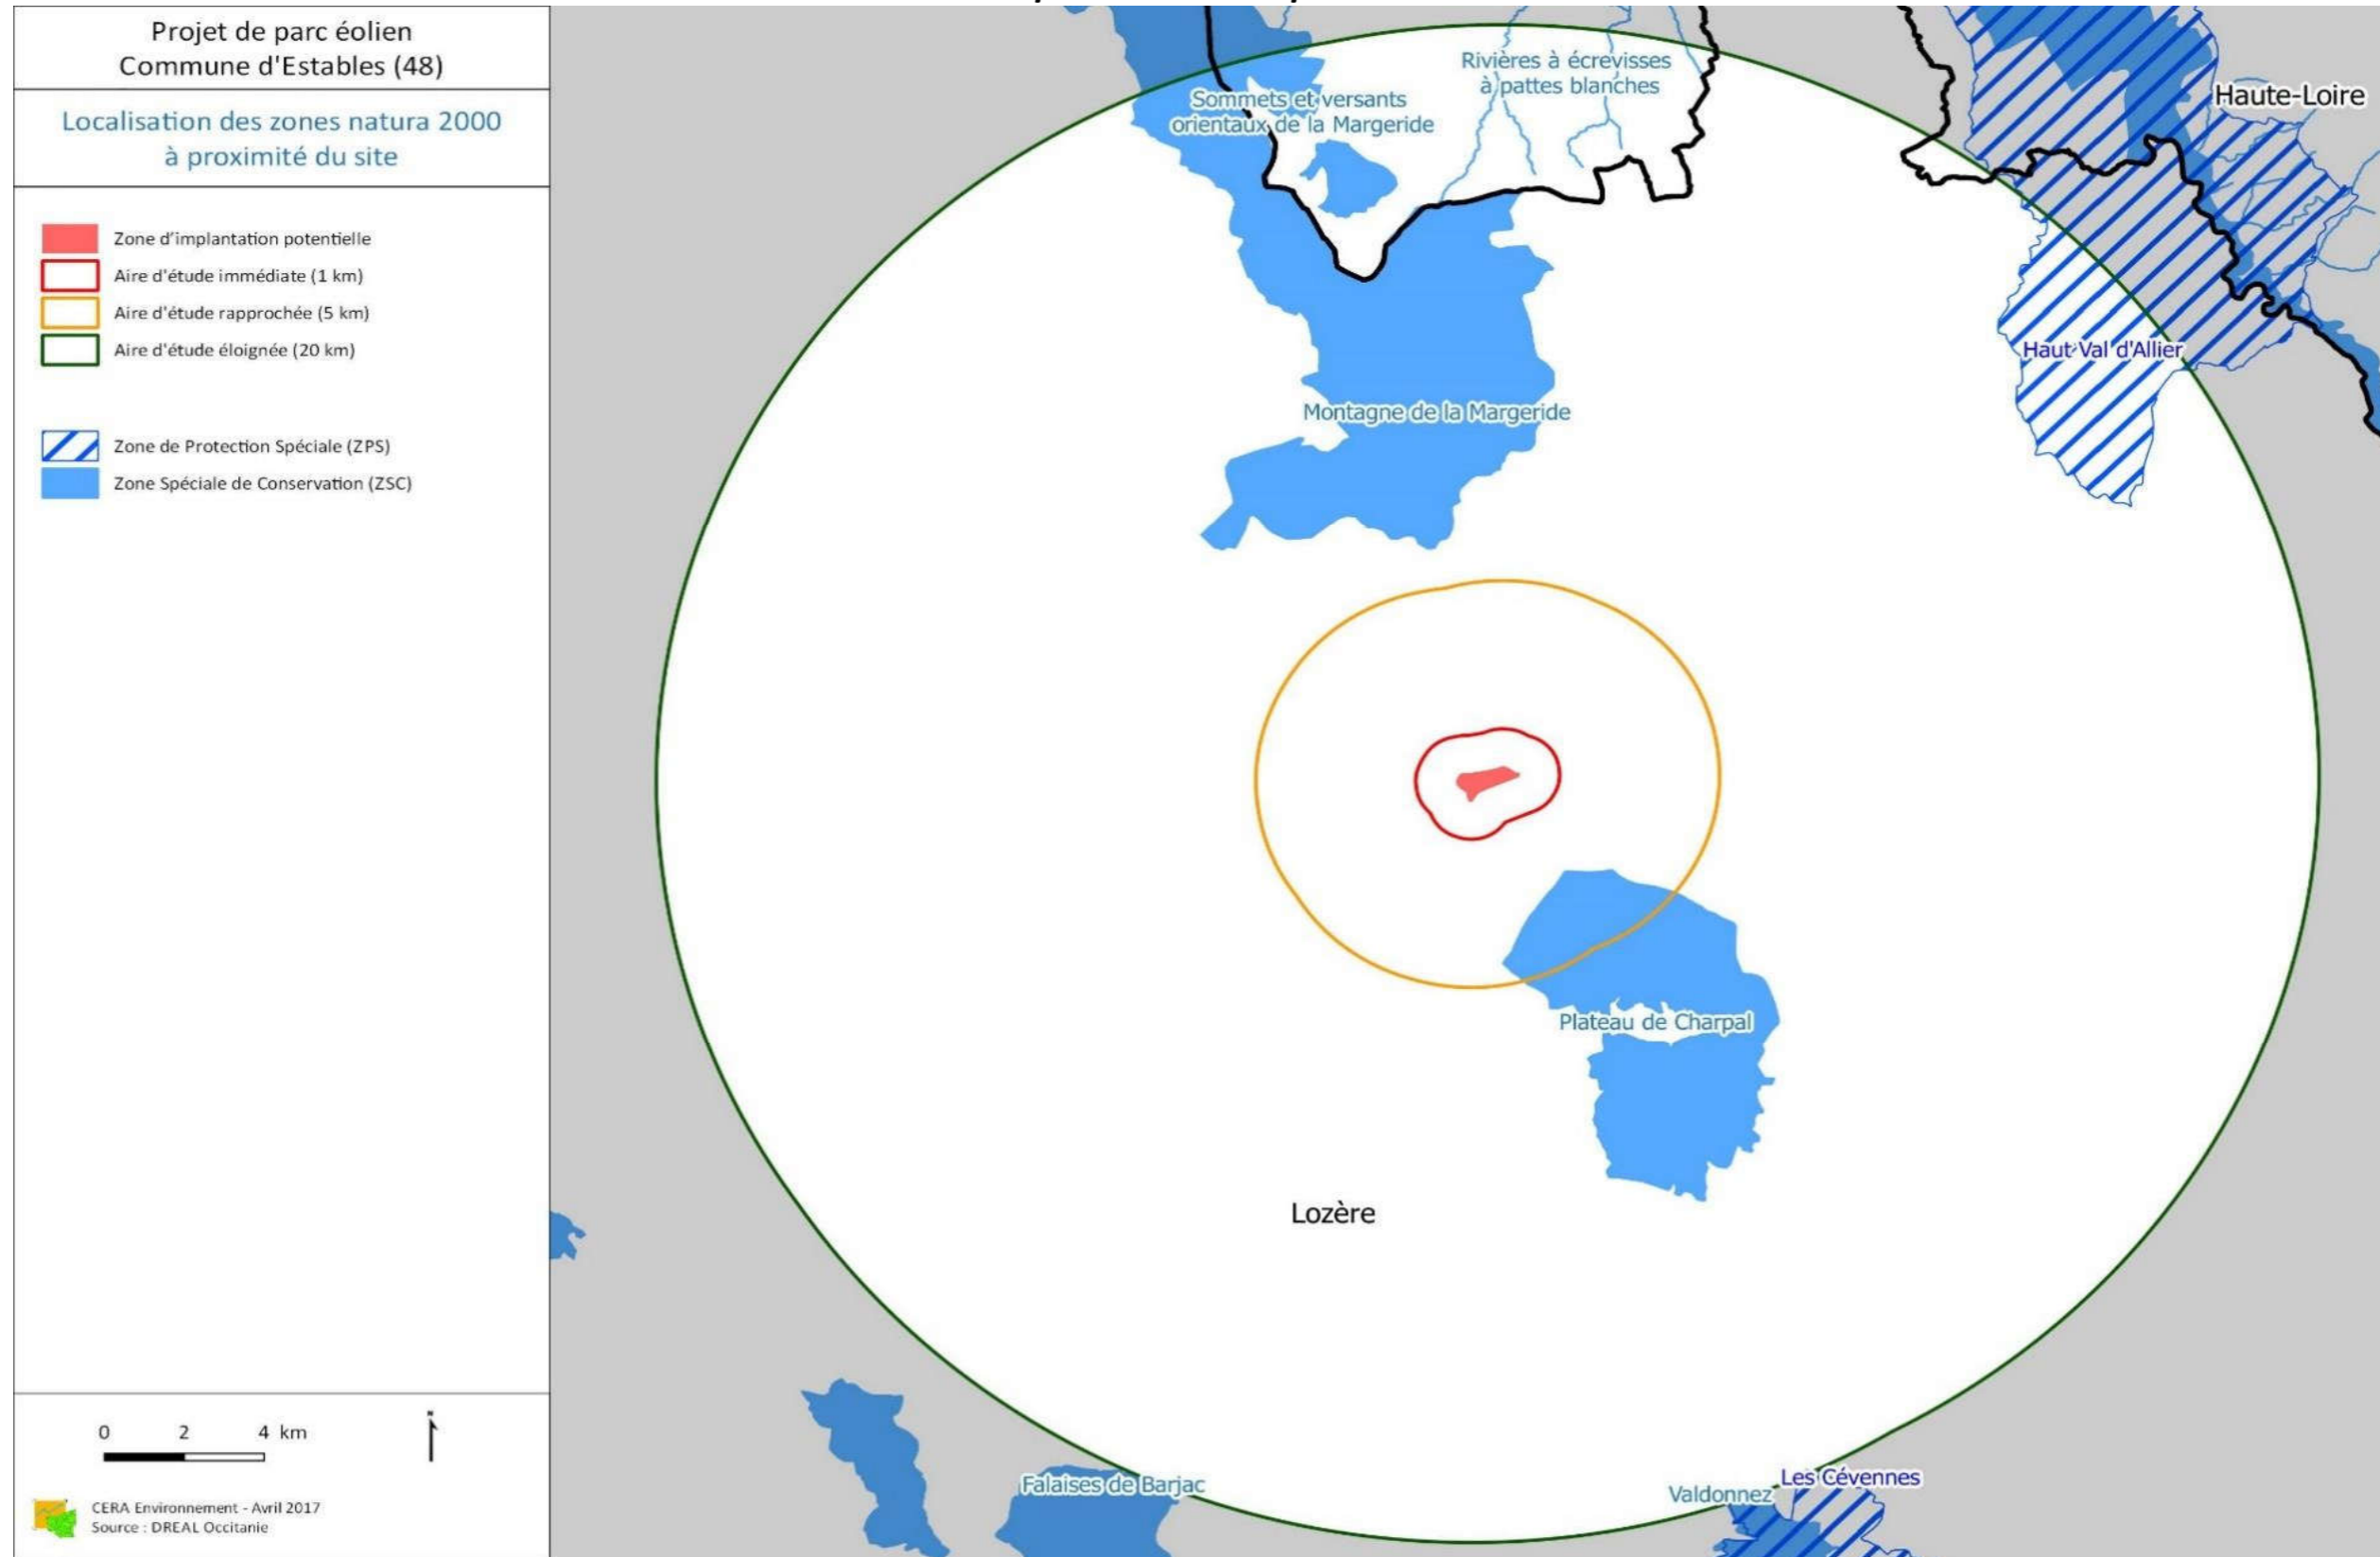 Projet de parc éolien
Commune d'Estables (48)
Localisation des zones natura 2000
à proximité du site
Zone d'implantation potentielle
Aire d'étude immédiate (1 km)
Aire d'étude rapprochée (5 km)
Aire d'étude éloignée (20 km)
Zone de Protection Spéciale (ZPS)
Zone Spéciale de Conservation (ZSC)
0 2 4 km
N
CERA Environnement - Avril 2017
Source : DREAL Occitanie
Rivières à écrevisses
à pattes blanches
Sommets et versants
orientaux de la Margeride
Haute-Loire
Haut Val d'Allier
Montagne de la Margeride
Plateau de Charpal
Lozère
Falaises de Barjac
Les Cévennes
Valdonnez